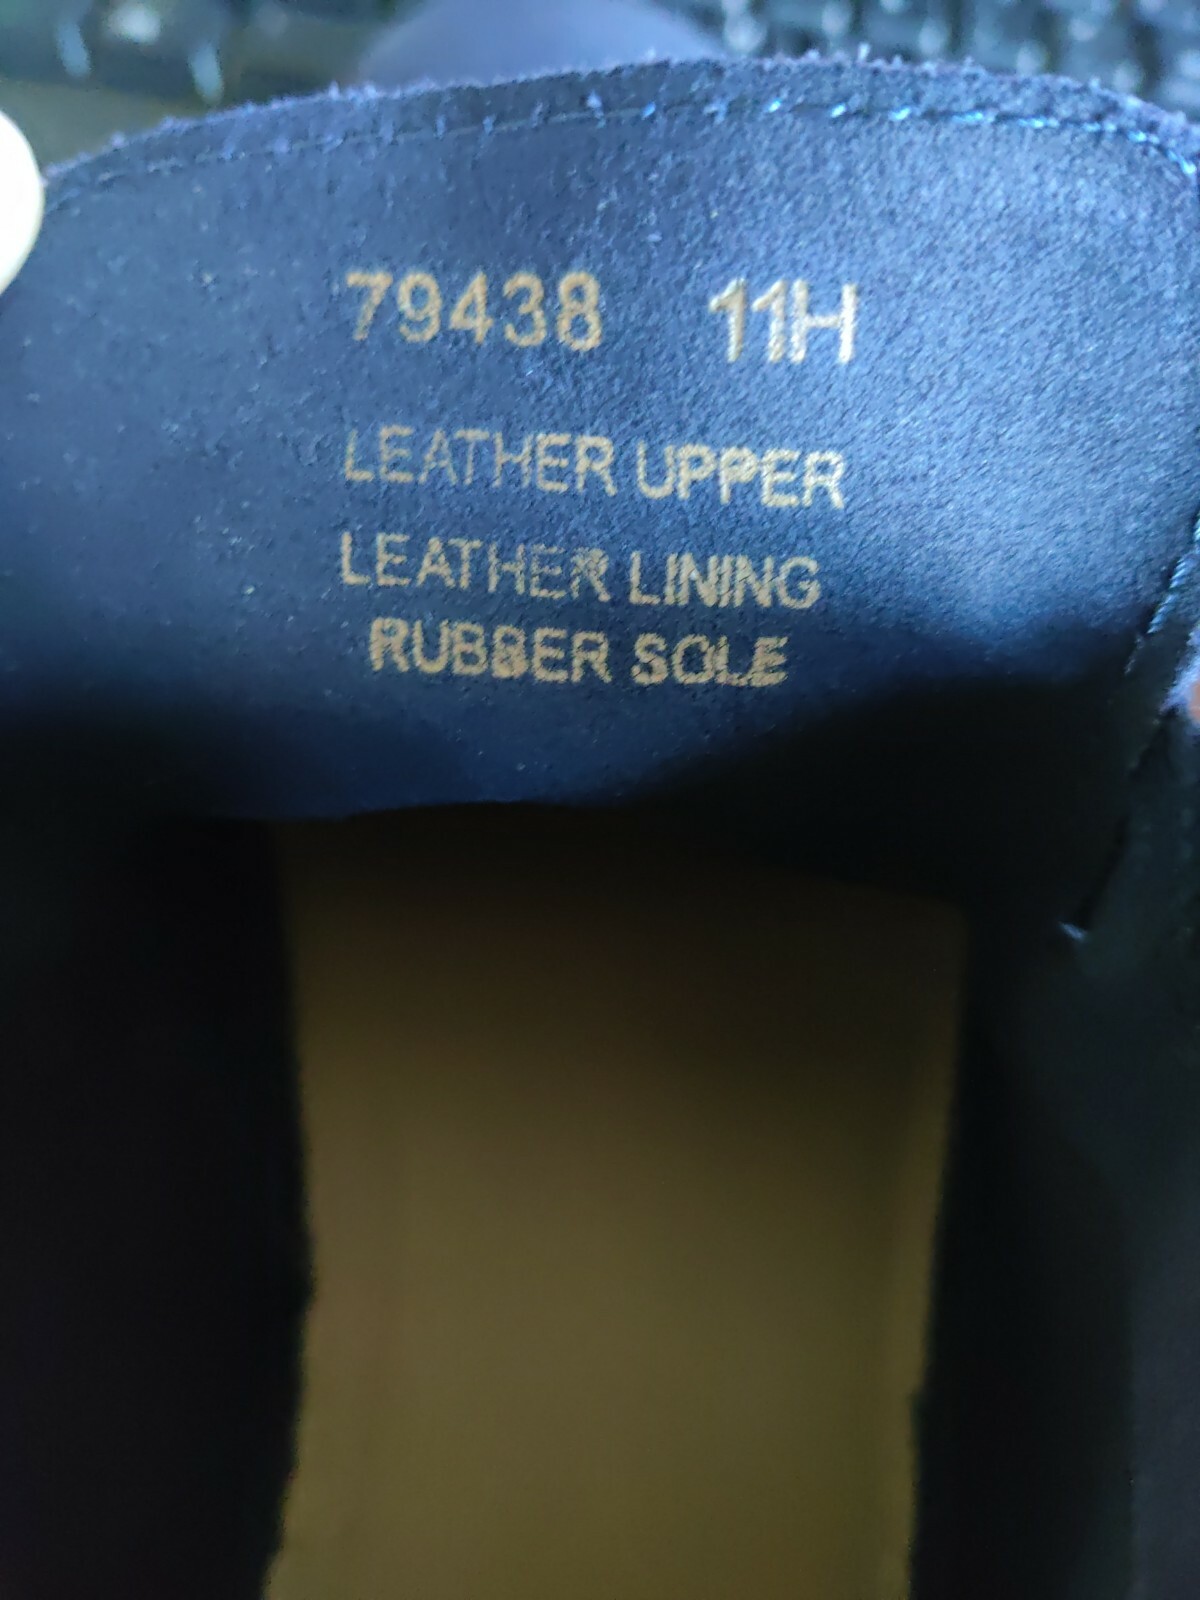 79438 11H
LEATHER UPPER
LEATHER LINING
RUBBER SOLE